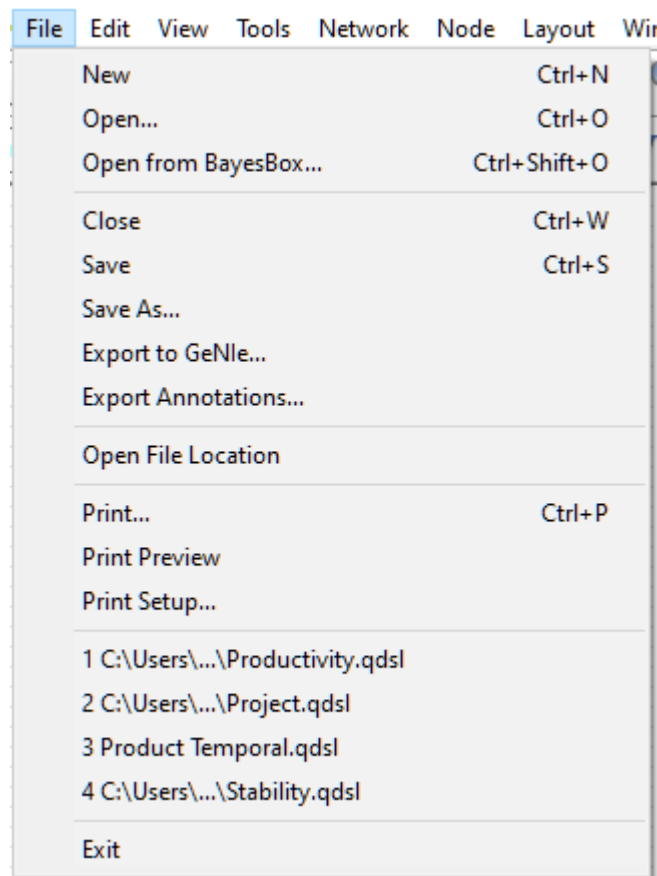 File Edit View Tools Network Node Layout
New Ctrl+N
Open... Ctrl+O
Open from BayesBox... Ctrl+Shift+O
Close Ctrl+W
Save Ctrl+S
Save As...
Export to GeNIe...
Export Annotations...
Open File Location
Print... Ctrl+P
Print Preview
Print Setup...
1 C:\Users\...\Productivity.qdsl
2 C:\Users\...\Project.qdsl
3 Product Temporal.qdsl
4 C:\Users\...\Stability.qdsl
Exit